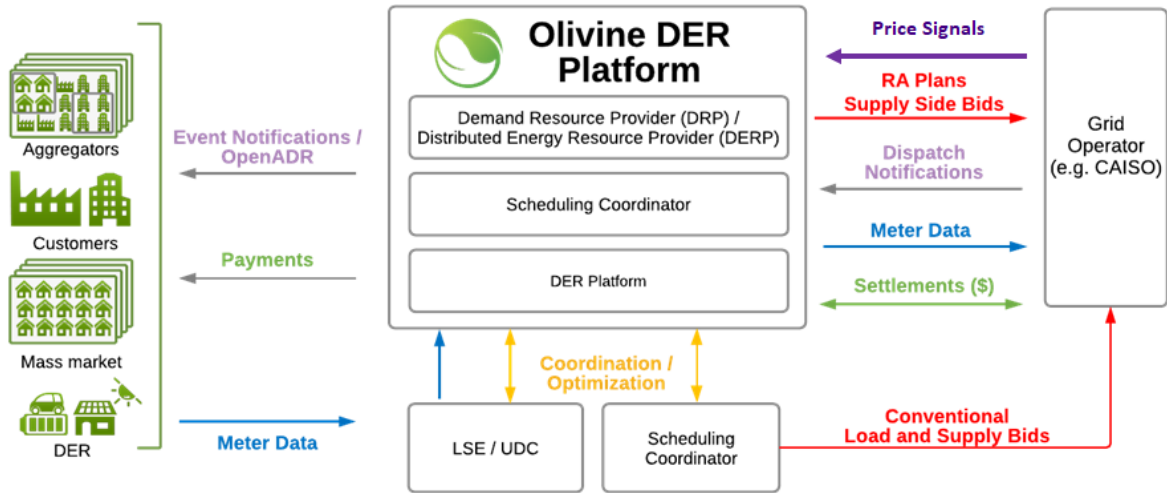 Olivine DER
Platform
Demand Resource Provider (DRP) /
Distributed Energy Resource Provider (DERP)
Scheduling Coordinator
DER Platform
Aggregators
Customers
Mass market
DER
Event Notifications /
OpenADR
Payments
Meter Data
Price Signals
RA Plans
Supply Side Bids
Dispatch
Notifications
Meter Data
Settlements ($)
Grid
Operator
(e.g. CAISO)
Coordination /
Optimization
LSE / UDC
Scheduling
Coordinator
Conventional
Load and Supply Bids